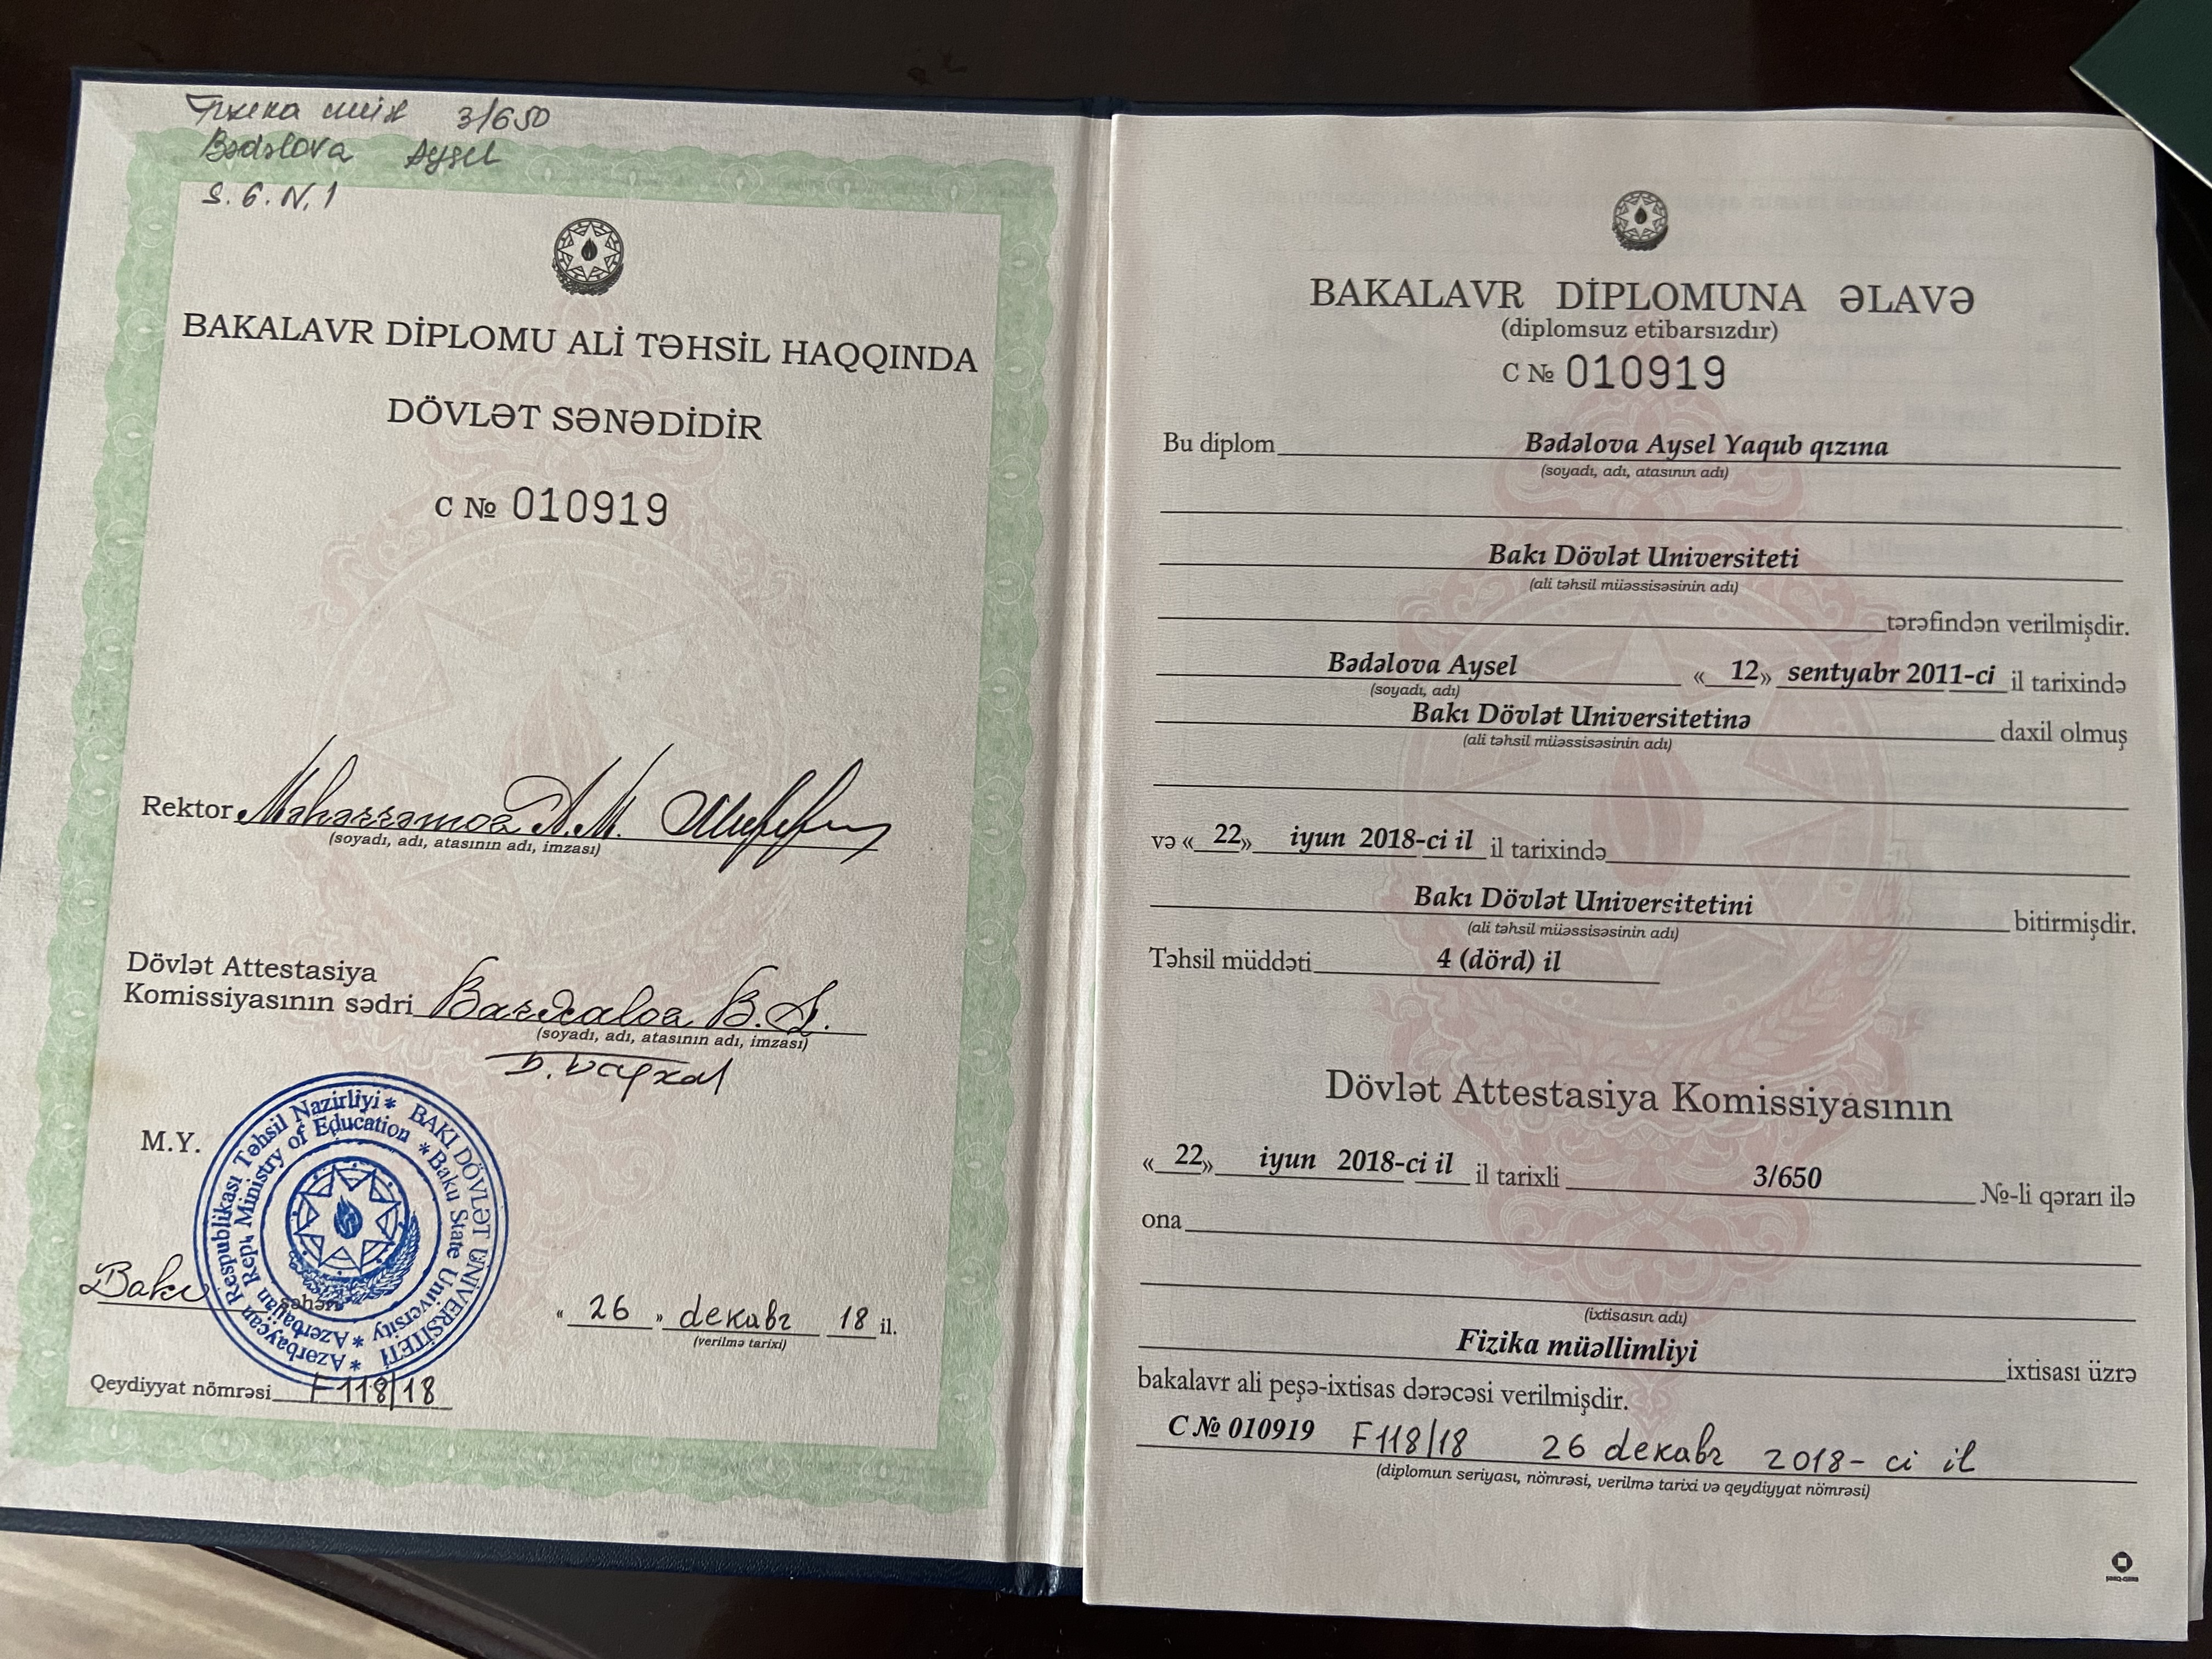 3/650
Bədəlova Aysel
S. 6. N. 1
BAKALAVR DİPLOMU ALİ TƏHSİL HAQQINDA
DÖVLƏT SƏNƏDİDİR
C № 010919
Rektor Məhərrəmov A.M.
(soyadı, adı, atasının adı, imzası)
Dövlət Attestasiya
Komissiyasının sədri
(soyadı, adı, atasının adı, imzası)
M.Y.
Azərbaycan Respublikası Təhsil Nazirliyi * BAKI DÖVLƏT UNİVERSİTETİ *
Azerbaijan Rep. Ministry of Education * Baku State University *
Bakı şəhəri
« 26 » декабр 18 il.
(verilmə tarixi)
Qeydiyyat nömrəsi F118/18
BAKALAVR DİPLOMUNA ƏLAVƏ
(diplomsuz etibarsızdır)
C № 010919
Bu diplom Bədəlova Aysel Yaqub qızına
(soyadı, adı, atasının adı)
Bakı Dövlət Universiteti
(ali təhsil müəssisəsinin adı)
tərəfindən verilmişdir.
Bədəlova Aysel « 12» sentyabr 2011-ci il tarixində
(soyadı, adı)
Bakı Dövlət Universitetinə daxil olmuş
(ali təhsil müəssisəsinin adı)
və « 22» iyun 2018-ci il il tarixində
Bakı Dövlət Universitetini bitirmişdir.
(ali təhsil müəssisəsinin adı)
Təhsil müddəti 4 (dörd) il
Dövlət Attestasiya Komissiyasının
« 22» iyun 2018-ci il il tarixli 3/650 №-li qərarı ilə
ona
(ixtisasın adı)
Fizika müəllimliyi ixtisası üzrə
bakalavr ali peşə-ixtisas dərəcəsi verilmişdir.
C № 010919 F118/18 26 декабр 2018- ci il
(diplomun seriyası, nömrəsi, verilmə tarixi və qeydiyyat nömrəsi)